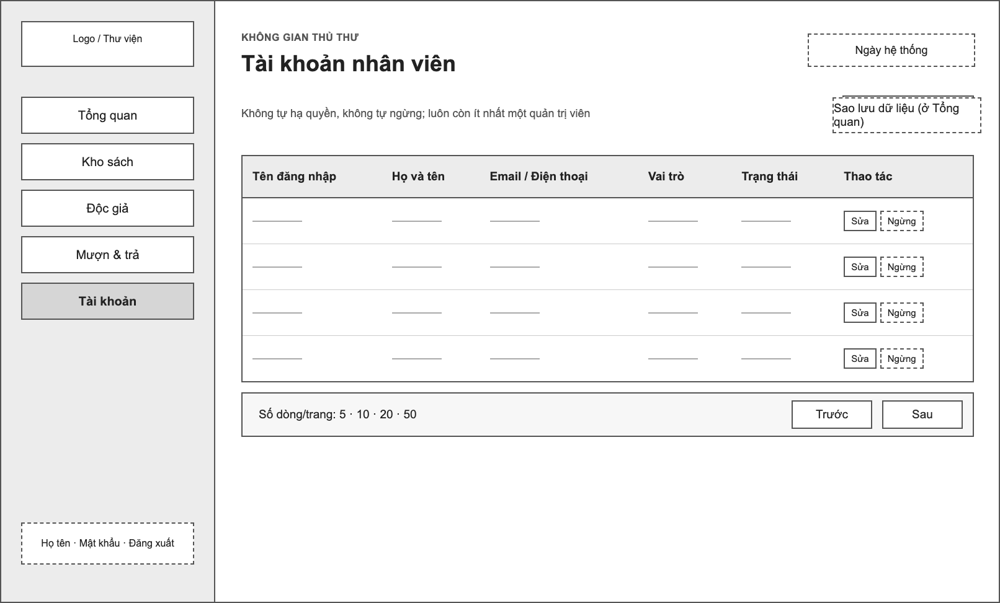 Logo / Thư viện
Tổng quan
Kho sách
Độc giả
Mượn & trả
Tài khoản
Họ tên · Mật khẩu · Đăng xuất
KHÔNG GIAN THỦ THƯ
Tài khoản nhân viên
Ngày hệ thống
Không tự hạ quyền, không tự ngừng; luôn còn ít nhất một quản trị viên
Sao lưu dữ liệu (ở Tổng
quan)
Tên đăng nhập Họ và tên Email / Điện thoại Vai trò Trạng thái Thao tác
Sửa Ngừng
Sửa Ngừng
Sửa Ngừng
Sửa Ngừng
Số dòng/trang: 5 · 10 · 20 · 50 Trước Sau